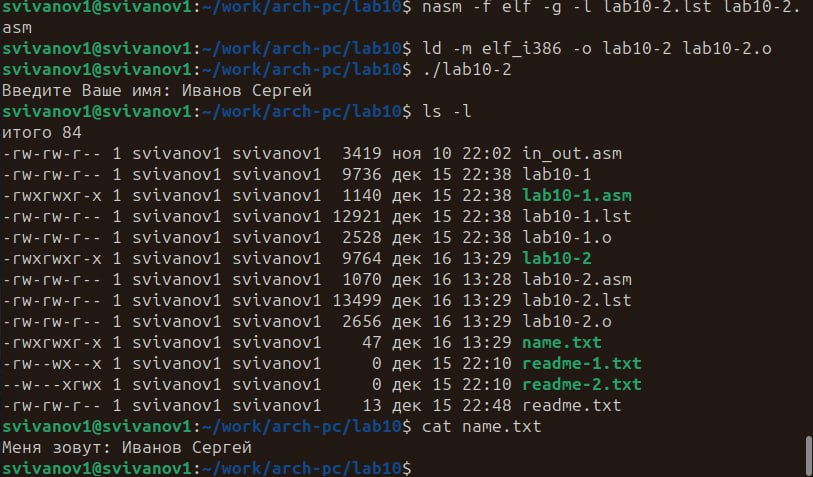 svivanov1@svivanov1:~/work/arch-pc/lab10$ nasm -f elf -g -l lab10-2.lst lab10-2.
asm
svivanov1@svivanov1:~/work/arch-pc/lab10$ ld -m elf_i386 -o lab10-2 lab10-2.o
svivanov1@svivanov1:~/work/arch-pc/lab10$ ./lab10-2
Введите Ваше имя: Иванов Сергей
svivanov1@svivanov1:~/work/arch-pc/lab10$ ls -l
итого 84
-rw-rw-r-- 1 svivanov1 svivanov1  3419 ноя 10 22:02 in_out.asm
-rw-rw-r-- 1 svivanov1 svivanov1  9736 дек 15 22:38 lab10-1
-rwxrwxr-x 1 svivanov1 svivanov1  1140 дек 15 22:38 lab10-1.asm
-rw-rw-r-- 1 svivanov1 svivanov1 12921 дек 15 22:38 lab10-1.lst
-rw-rw-r-- 1 svivanov1 svivanov1  2528 дек 15 22:38 lab10-1.o
-rwxrwxr-x 1 svivanov1 svivanov1  9764 дек 16 13:29 lab10-2
-rw-rw-r-- 1 svivanov1 svivanov1  1070 дек 16 13:28 lab10-2.asm
-rw-rw-r-- 1 svivanov1 svivanov1 13499 дек 16 13:29 lab10-2.lst
-rw-rw-r-- 1 svivanov1 svivanov1  2656 дек 16 13:29 lab10-2.o
-rwxrwxr-x 1 svivanov1 svivanov1    47 дек 16 13:29 name.txt
-rw--wx--x 1 svivanov1 svivanov1     0 дек 15 22:10 readme-1.txt
--w---xrwx 1 svivanov1 svivanov1     0 дек 15 22:10 readme-2.txt
-rw-rw-r-- 1 svivanov1 svivanov1    13 дек 15 22:48 readme.txt
svivanov1@svivanov1:~/work/arch-pc/lab10$ cat name.txt
Меня зовут: Иванов Сергей
svivanov1@svivanov1:~/work/arch-pc/lab10$